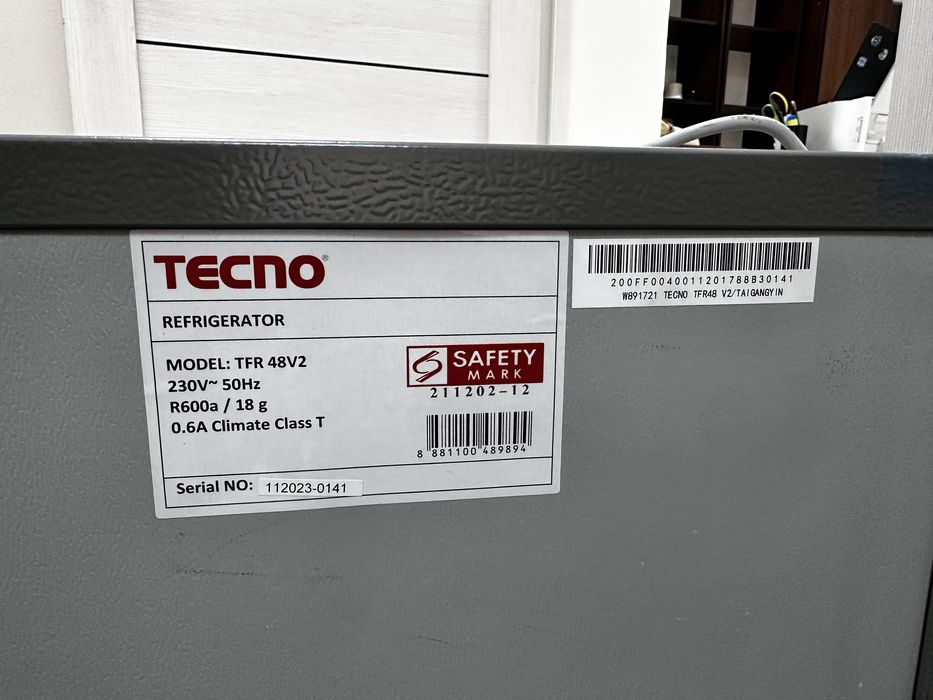 TECNO®
REFRIGERATOR
MODEL: TFR 48V2
230V~ 50Hz
R600a / 18 g
0.6A Climate Class T
SAFETY
MARK
211202-12
8 881100 489894
Serial NO: 112023-0141
200FF0040011201788B30141
W891721 TECNO TFR48 V2/TAIGANGYIN